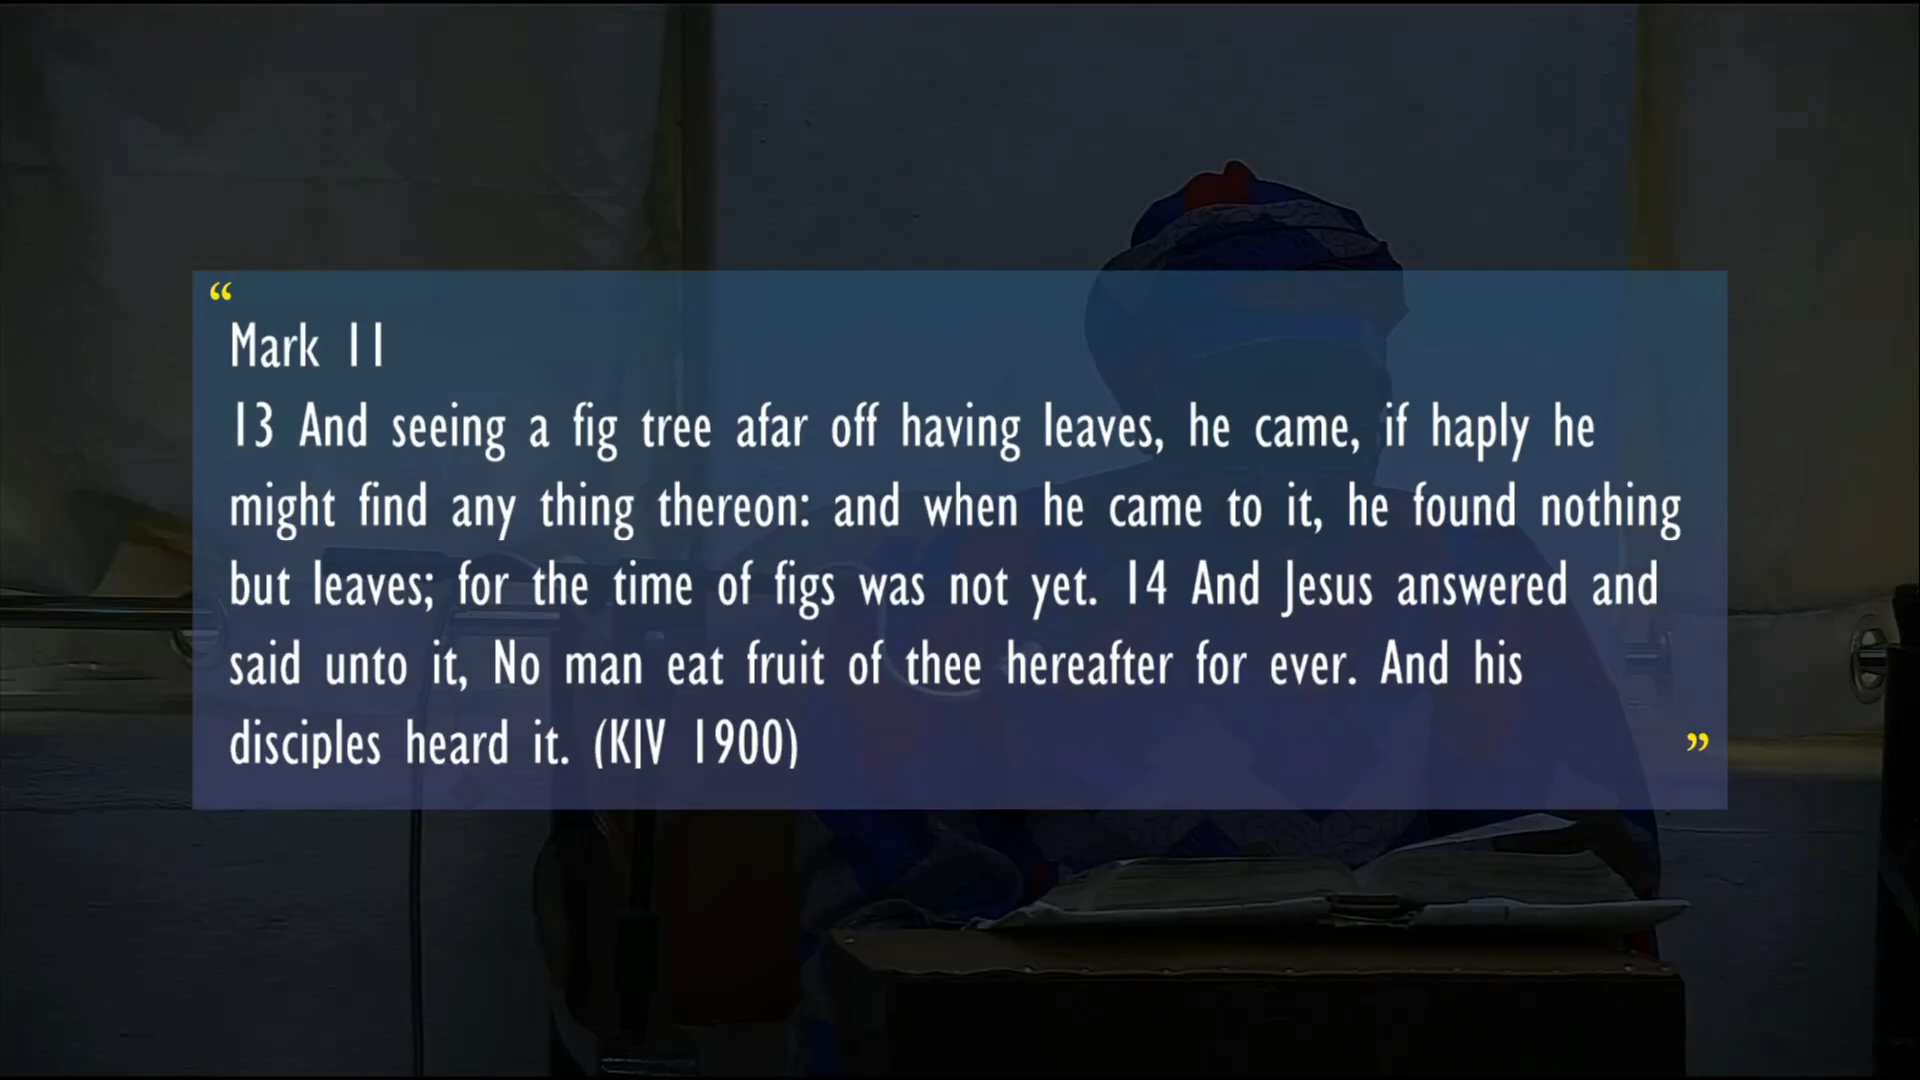 “
Mark 11
13 And seeing a fig tree afar off having leaves, he came, if haply he
might find any thing thereon: and when he came to it, he found nothing
but leaves; for the time of figs was not yet. 14 And Jesus answered and
said unto it, No man eat fruit of thee hereafter for ever. And his
disciples heard it. (KJV 1900)
”